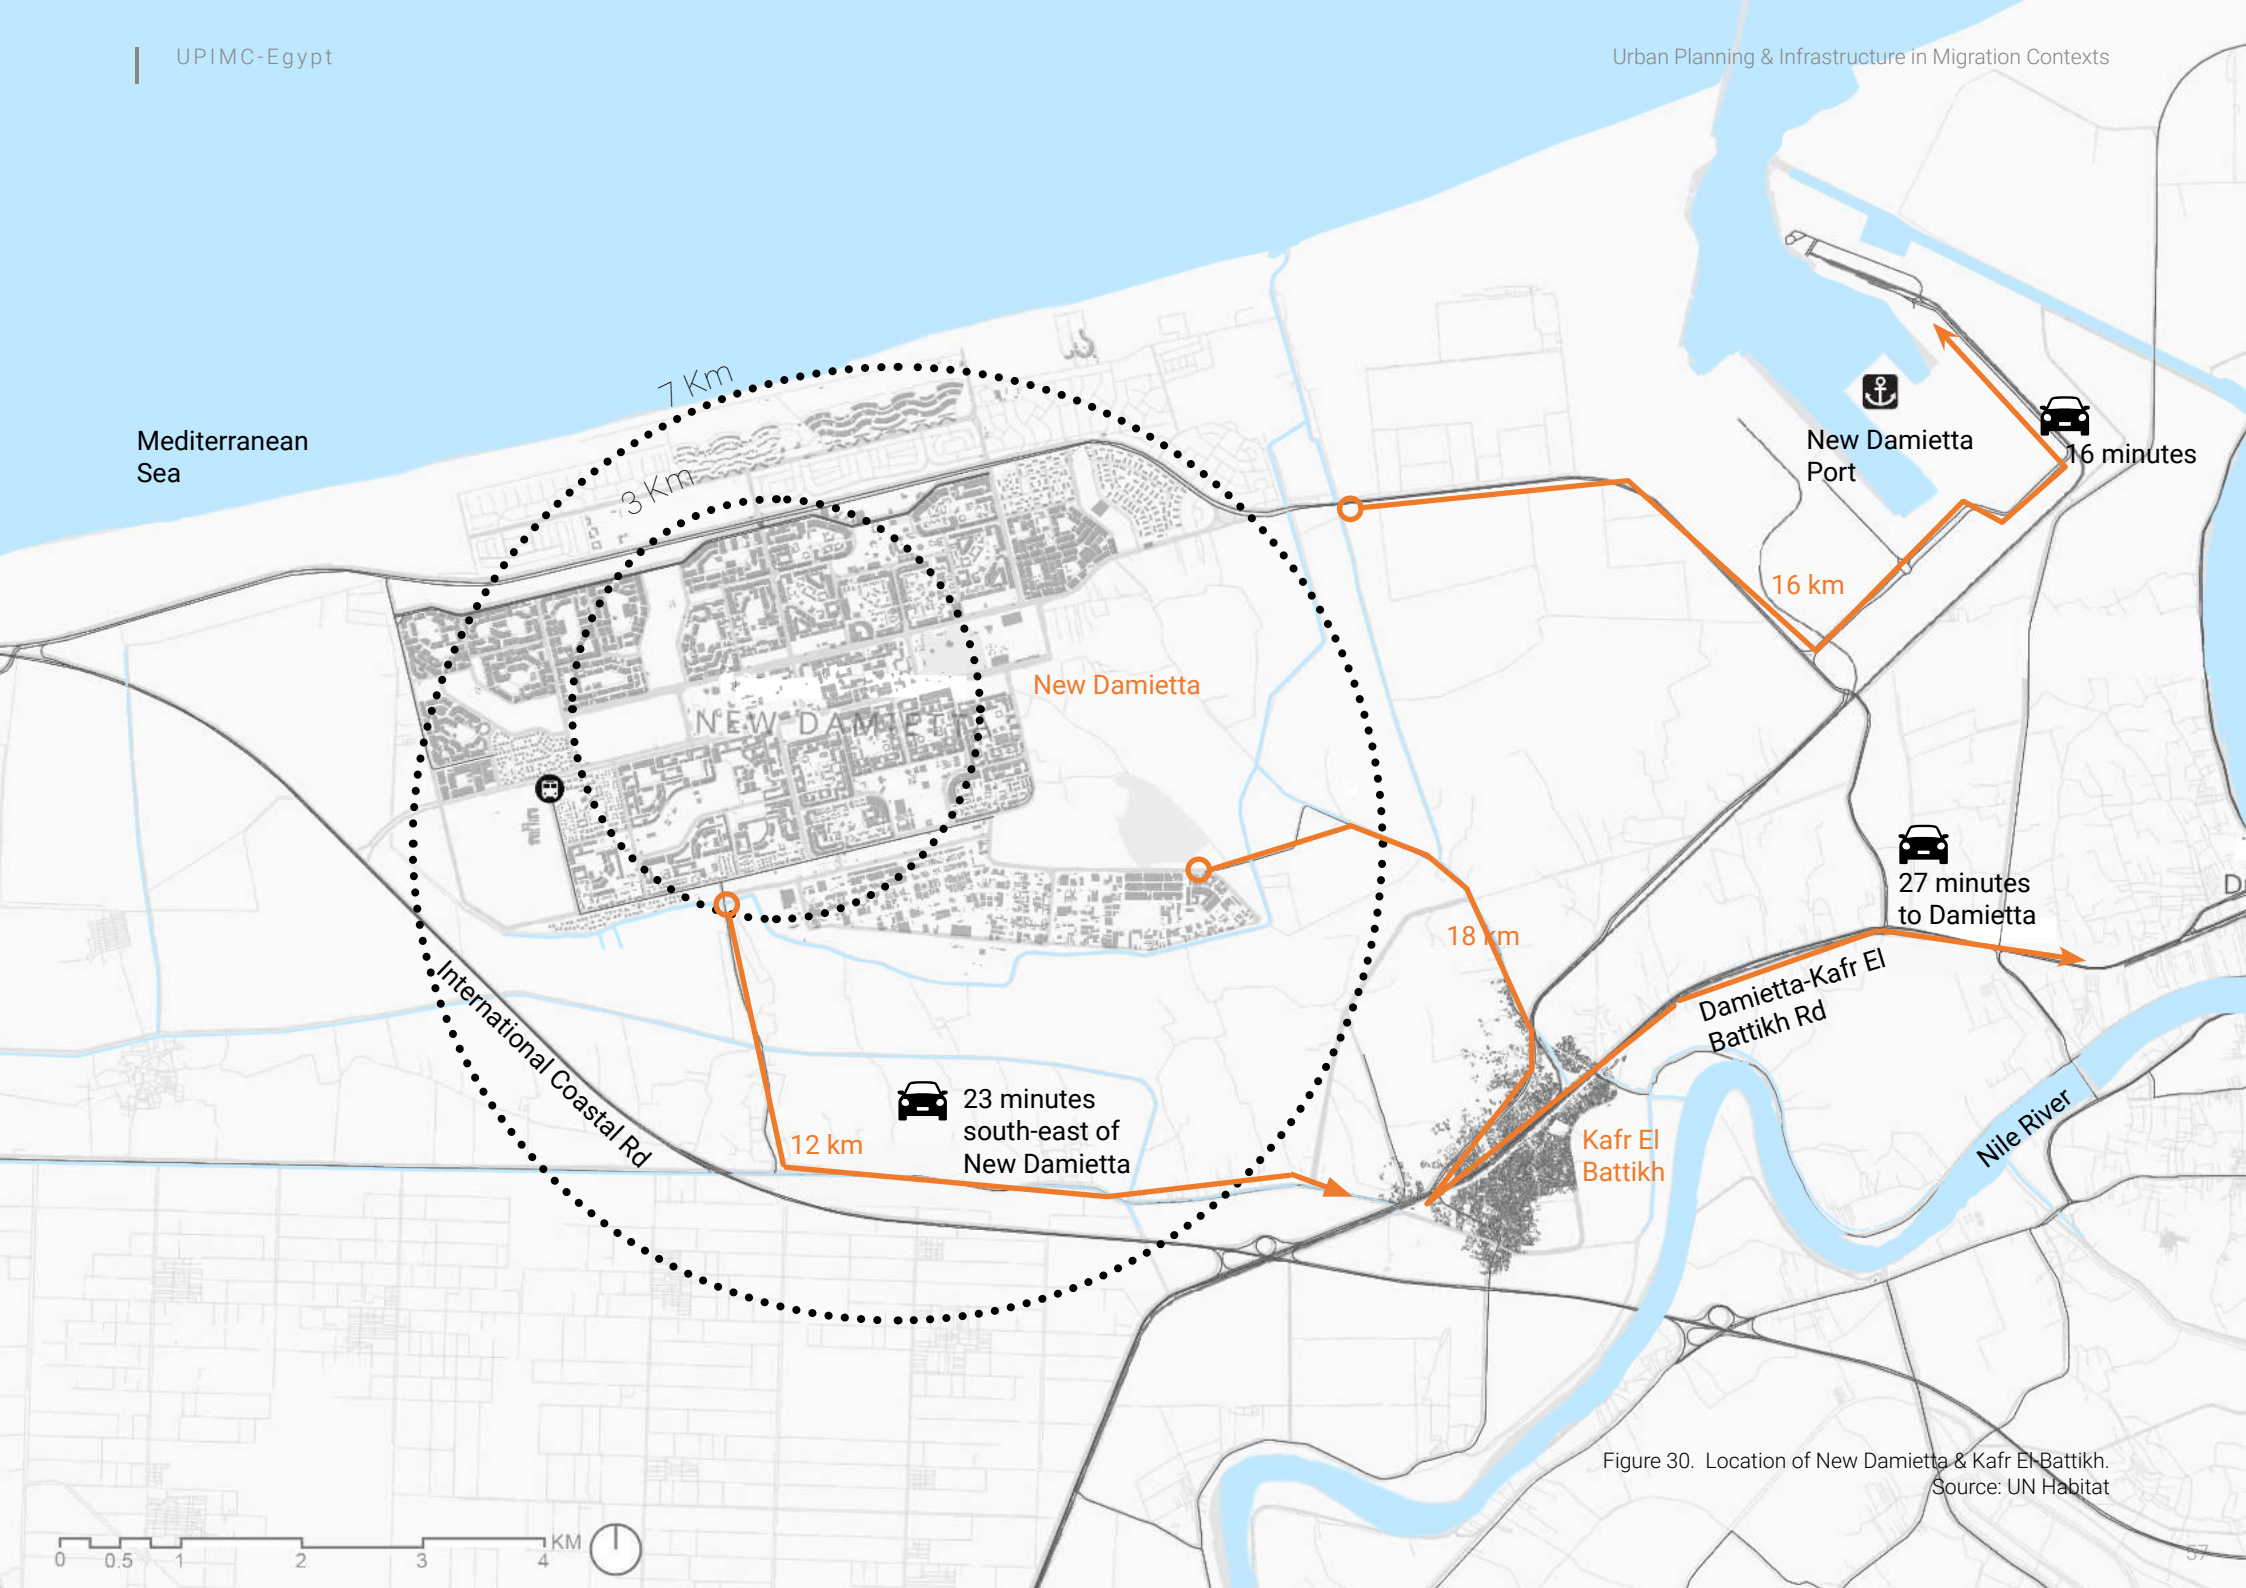 UPIMC-Egypt
Urban Planning & Infrastructure in Migration Contexts
7 Km
3 Km
Mediterranean
Sea
New Damietta
Port
16 minutes
16 km
New Damietta
NEW DAMIETTA
27 minutes
to Damietta
18 km
Damietta-Kafr El
Battikh Rd
International Coastal Rd
23 minutes
south-east of
New Damietta
12 km
Kafr El
Battikh
Nile River
Figure 30. Location of New Damietta & Kafr El-Battikh.
Source: UN Habitat
KM
0 0.5 1 2 3 4
57